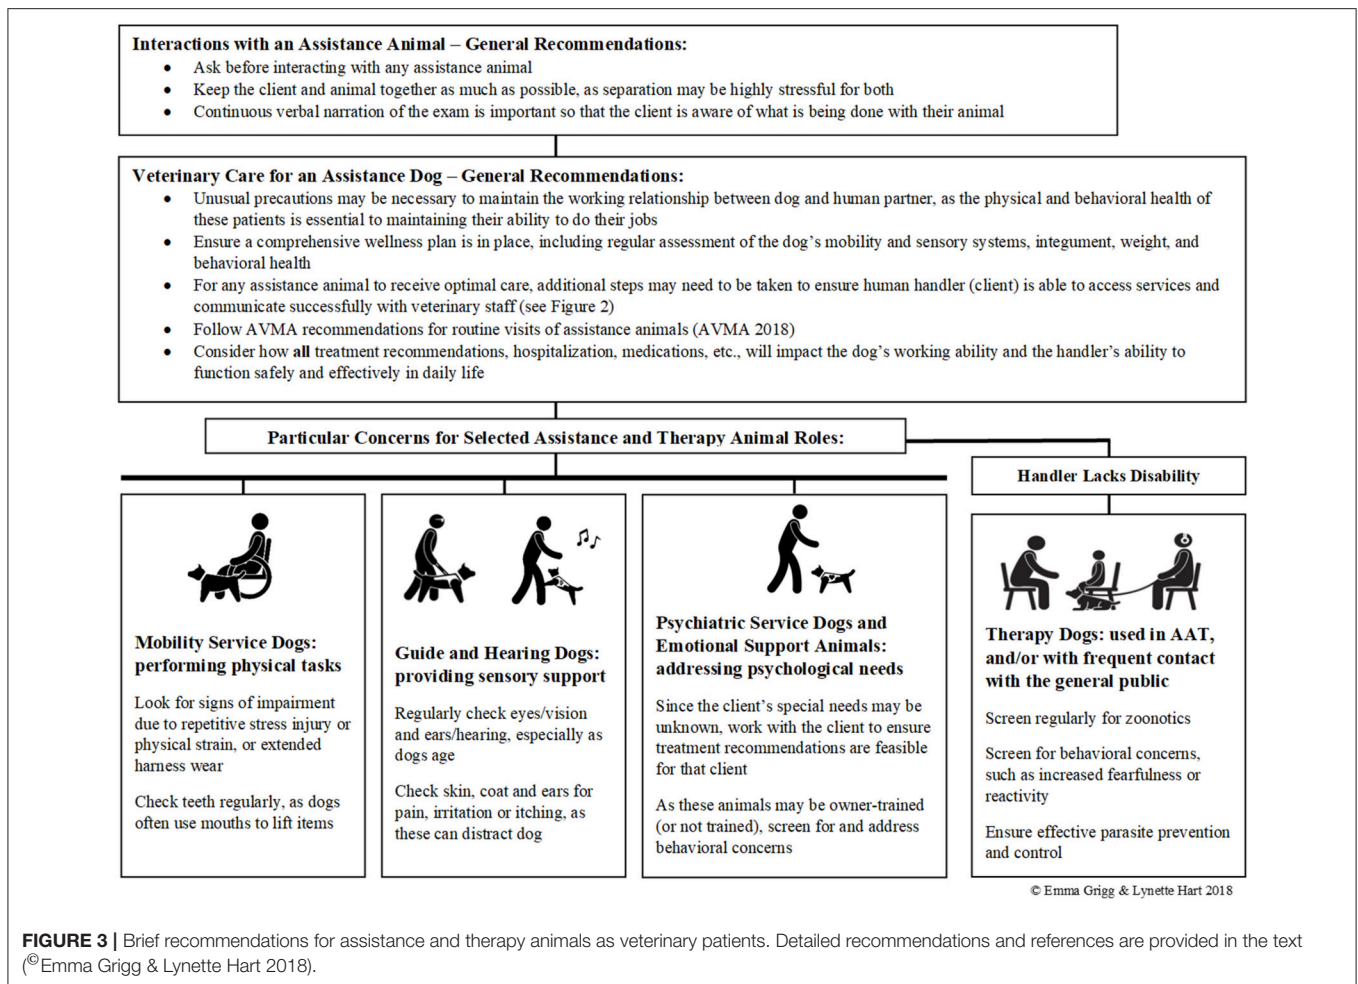 Interactions with an Assistance Animal – General Recommendations:
• Ask before interacting with any assistance animal
• Keep the client and animal together as much as possible, as separation may be highly stressful for both
• Continuous verbal narration of the exam is important so that the client is aware of what is being done with their animal
Veterinary Care for an Assistance Dog – General Recommendations:
• Unusual precautions may be necessary to maintain the working relationship between dog and human partner, as the physical and behavioral health of
these patients is essential to maintaining their ability to do their jobs
• Ensure a comprehensive wellness plan is in place, including regular assessment of the dog's mobility and sensory systems, integument, weight, and
behavioral health
• For any assistance animal to receive optimal care, additional steps may need to be taken to ensure human handler (client) is able to access services and
communicate successfully with veterinary staff (see Figure 2)
• Follow AVMA recommendations for routine visits of assistance animals (AVMA 2018)
• Consider how all treatment recommendations, hospitalization, medications, etc., will impact the dog's working ability and the handler's ability to
function safely and effectively in daily life
Particular Concerns for Selected Assistance and Therapy Animal Roles:
Mobility Service Dogs:
performing physical tasks
Look for signs of impairment
due to repetitive stress injury or
physical strain, or extended
harness wear
Check teeth regularly, as dogs
often use mouths to lift items
Guide and Hearing Dogs:
providing sensory support
Regularly check eyes/vision
and ears/hearing, especially as
dogs age
Check skin, coat and ears for
pain, irritation or itching, as
these can distract dog
Psychiatric Service Dogs and
Emotional Support Animals:
addressing psychological needs
Since the client's special needs may be
unknown, work with the client to ensure
treatment recommendations are feasible
for that client
As these animals may be owner-trained
(or not trained), screen for and address
behavioral concerns
Handler Lacks Disability
Therapy Dogs: used in AAT,
and/or with frequent contact
with the general public
Screen regularly for zoonotics
Screen for behavioral concerns,
such as increased fearfulness or
reactivity
Ensure effective parasite prevention
and control
© Emma Grigg & Lynette Hart 2018
FIGURE 3 | Brief recommendations for assistance and therapy animals as veterinary patients. Detailed recommendations and references are provided in the text
(©Emma Grigg & Lynette Hart 2018).